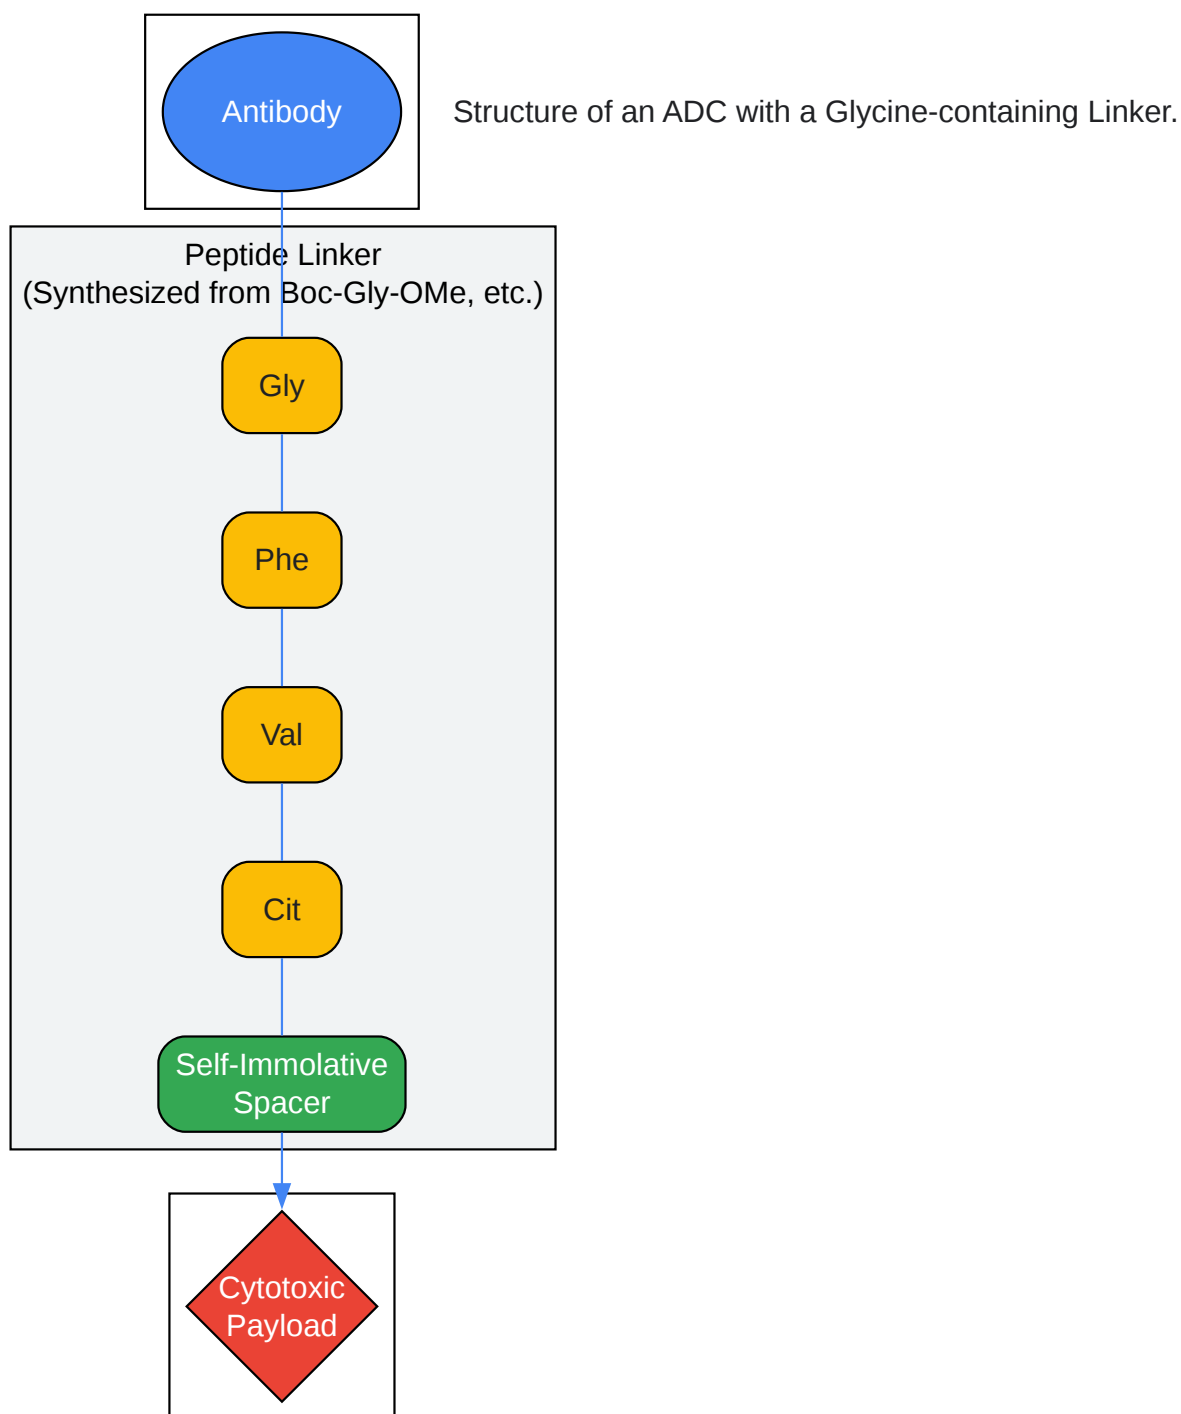 Antibody
Structure of an ADC with a Glycine-containing Linker.
Peptide Linker
(Synthesized from Boc-Gly-OMe, etc.)
Gly
Phe
Val
Cit
Self-Immolative
Spacer
Cytotoxic
Payload